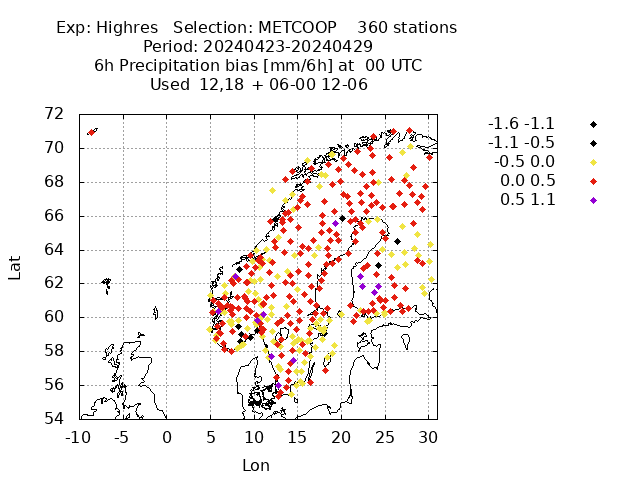 Exp: Highres   Selection: METCOOP    360 stations
Period: 20240423-20240429
6h Precipitation bias [mm/6h] at  00 UTC
Used  12,18  + 06-00 12-06
72
70
68
66
64
62
60
58
56
54
-10 -5 0 5 10 15 20 25 30
Lat
Lon
-1.6 -1.1
-1.1 -0.5
-0.5 0.0
0.0 0.5
0.5 1.1